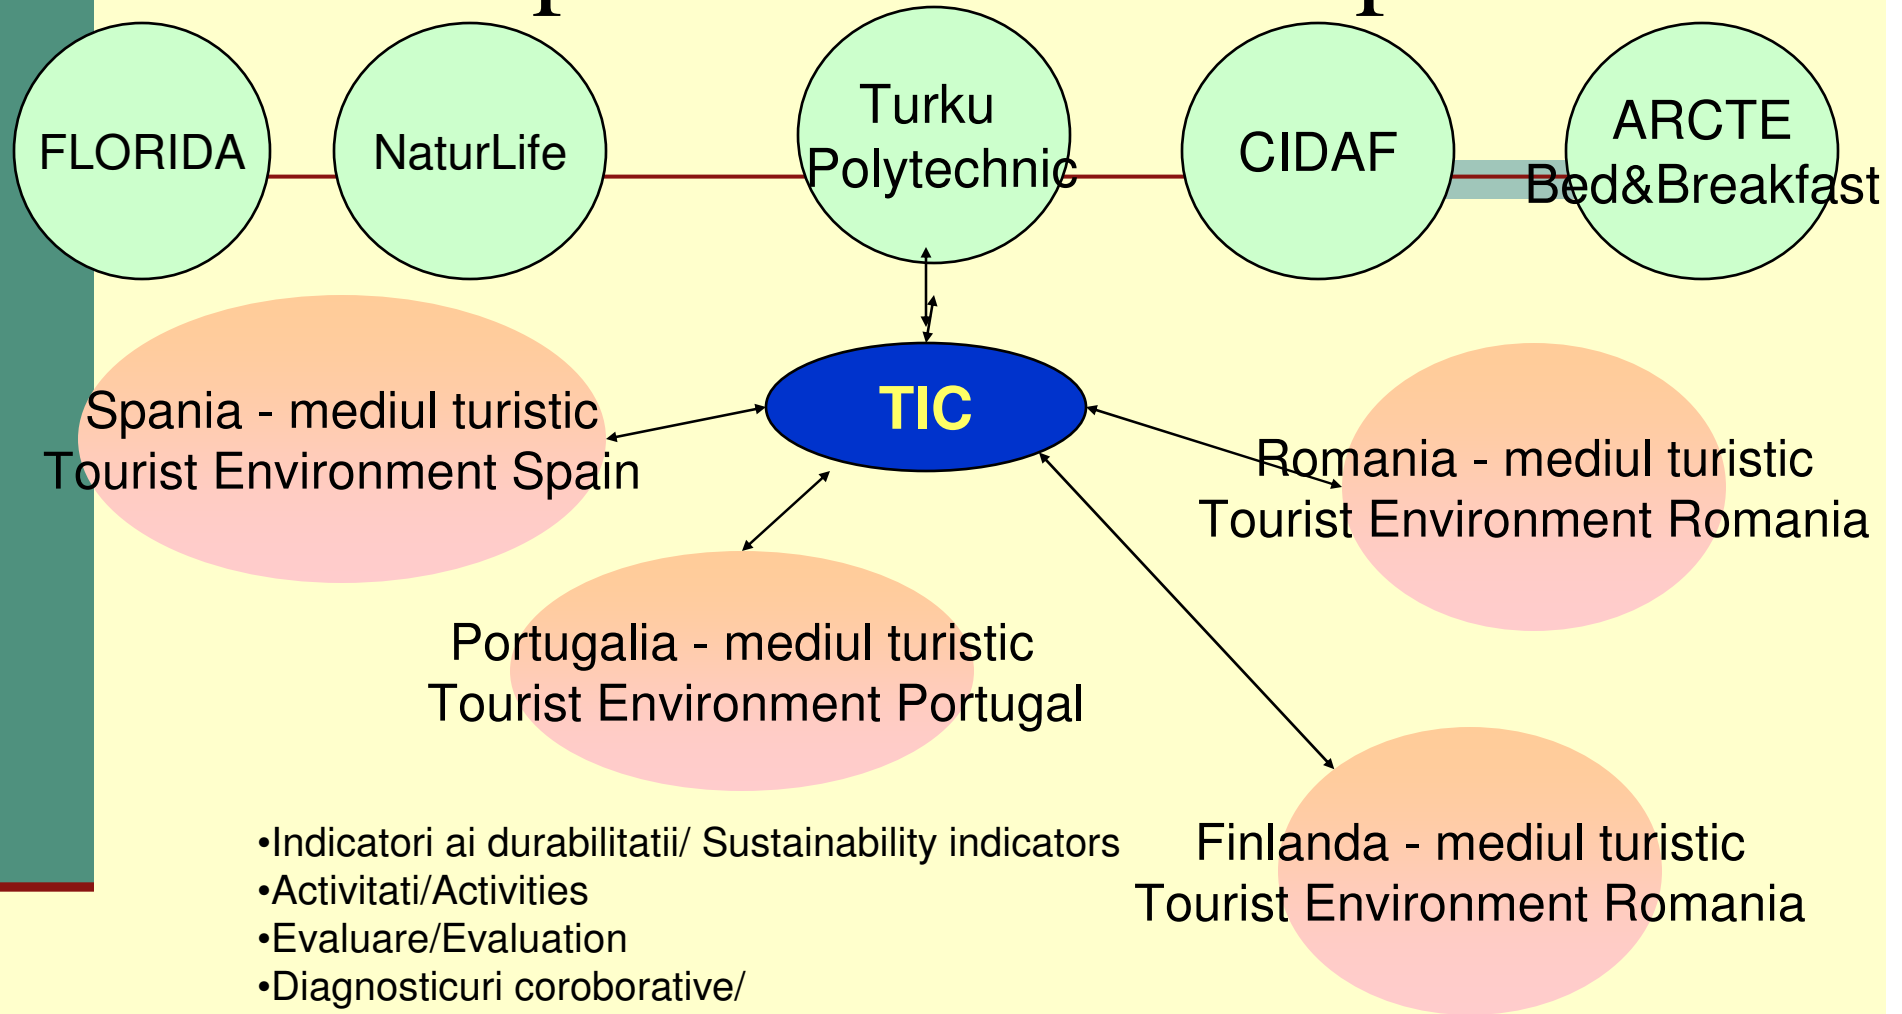 FLORIDA
NaturLife
Turku
Polytechnic
CIDAF
ARCTE
Bed&Breakfast
TIC
Spania - mediul turistic
Tourist Environment Spain
Romania - mediul turistic
Tourist Environment Romania
Portugalia - mediul turistic
Tourist Environment Portugal
Finlanda - mediul turistic
Tourist Environment Romania
•Indicatori ai durabilitatii/ Sustainability indicators
•Activitati/Activities
•Evaluare/Evaluation
•Diagnosticuri coroborative/